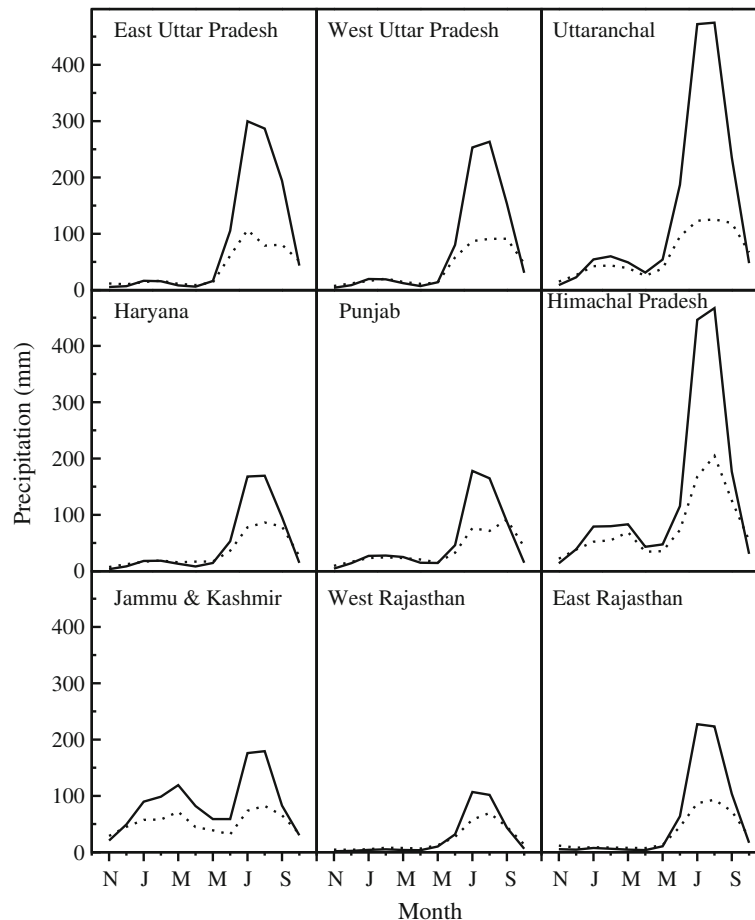 East Uttar Pradesh West Uttar Pradesh Uttaranchal
400
300
200
100
0
Haryana Punjab Himachal Pradesh
400
300
200
100
0
Jammu & Kashmir West Rajasthan East Rajasthan
400
300
200
100
0
Precipitation (mm)
N J M M J S N J M M J S N J M M J S
Month